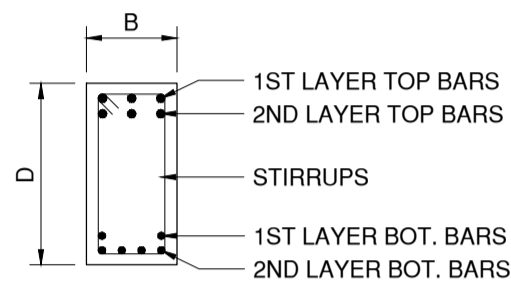 B
1ST LAYER TOP BARS
2ND LAYER TOP BARS
D
STIRRUPS
1ST LAYER BOT. BARS
2ND LAYER BOT. BARS